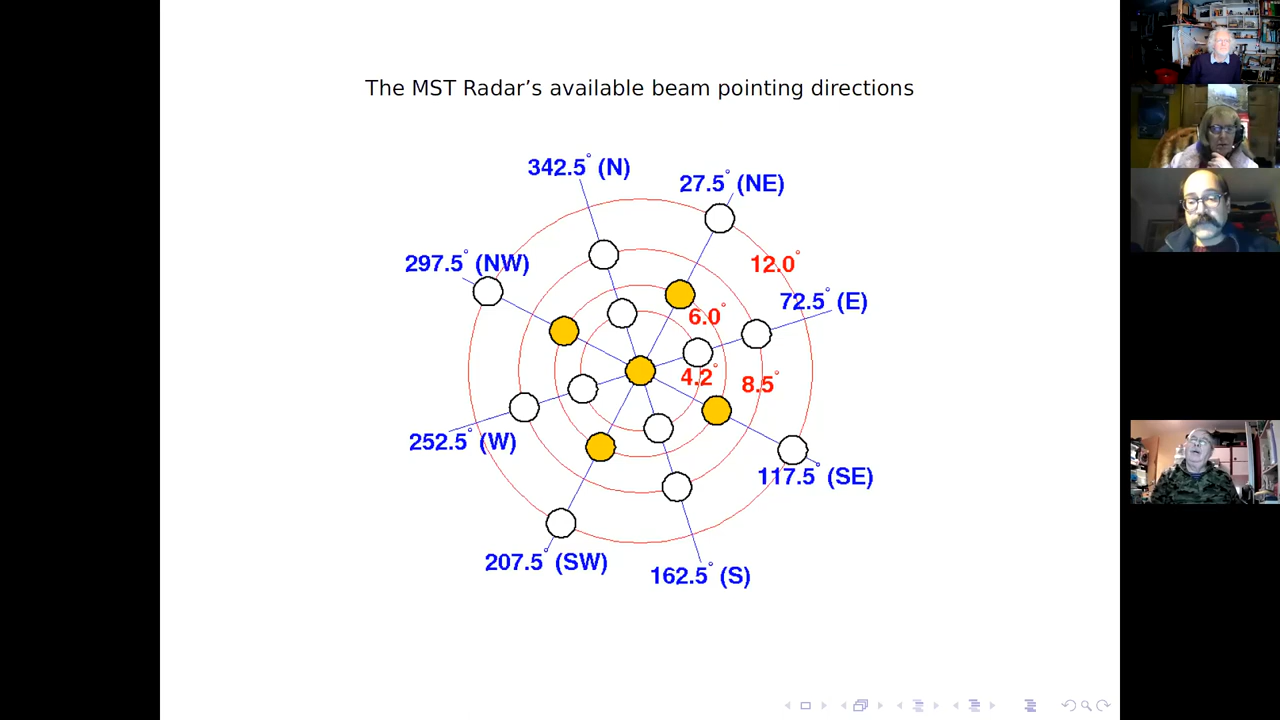 The MST Radar's available beam pointing directions
342.5° (N)
27.5° (NE)
297.5° (NW)
12.0°
72.5° (E)
6.0°
4.2°
8.5°
252.5° (W)
117.5° (SE)
207.5° (SW)
162.5° (S)